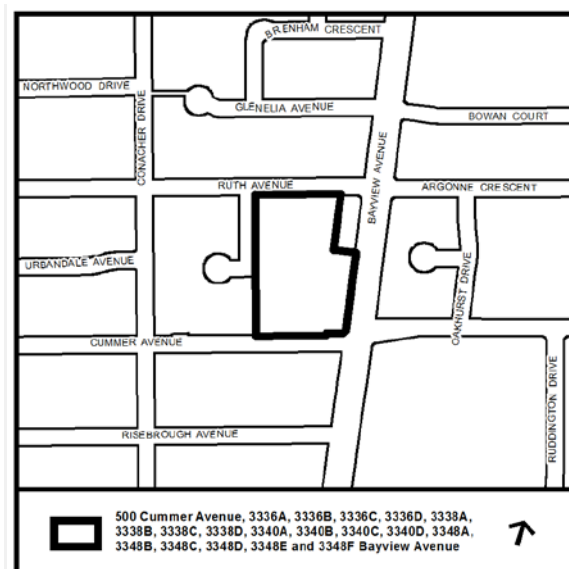 BRENHAM CRESCENT
NORTHWOOD DRIVE
CONACHER DRIVE
GLENELIA AVENUE
BOWAN COURT
BAYVIEW AVENUE
RUTH AVENUE
ARGONNE CRESCENT
URBANDALE AVENUE
OAKHURST DRIVE
CUMMER AVENUE
RUDDINGTON DRIVE
RISEBROUGH AVENUE
500 Cummer Avenue, 3336A, 3336B, 3336C, 3336D, 3338A,
3338B, 3338C, 3338D, 3340A, 3340B, 3340C, 3340D, 3348A,
3348B, 3348C, 3348D, 3348E and 3348F Bayview Avenue